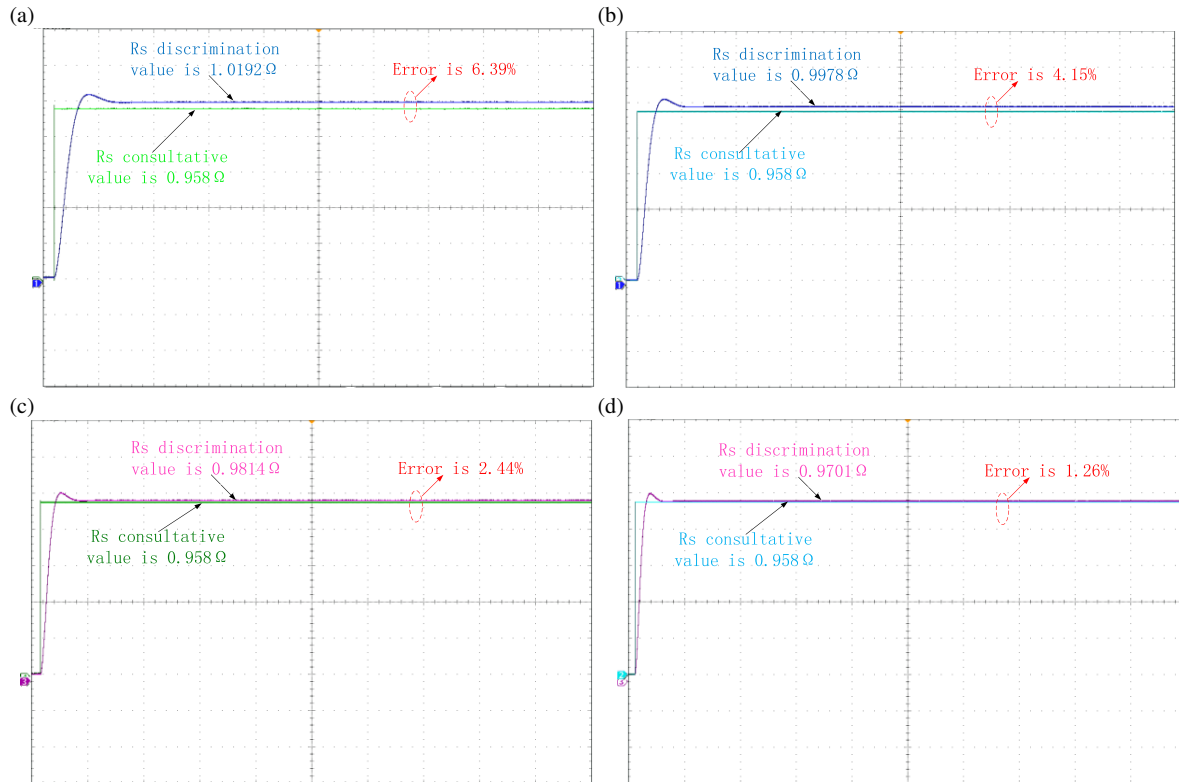 (a)
Rs discrimination
value is 1.0192Ω
Error is 6.39%
Rs consultative
value is 0.958Ω
(b)
Rs discrimination
value is 0.9978Ω
Error is 4.15%
Rs consultative
value is 0.958Ω
(c)
Rs discrimination
value is 0.9814Ω
Error is 2.44%
Rs consultative
value is 0.958Ω
(d)
Rs discrimination
value is 0.9701Ω
Error is 1.26%
Rs consultative
value is 0.958Ω